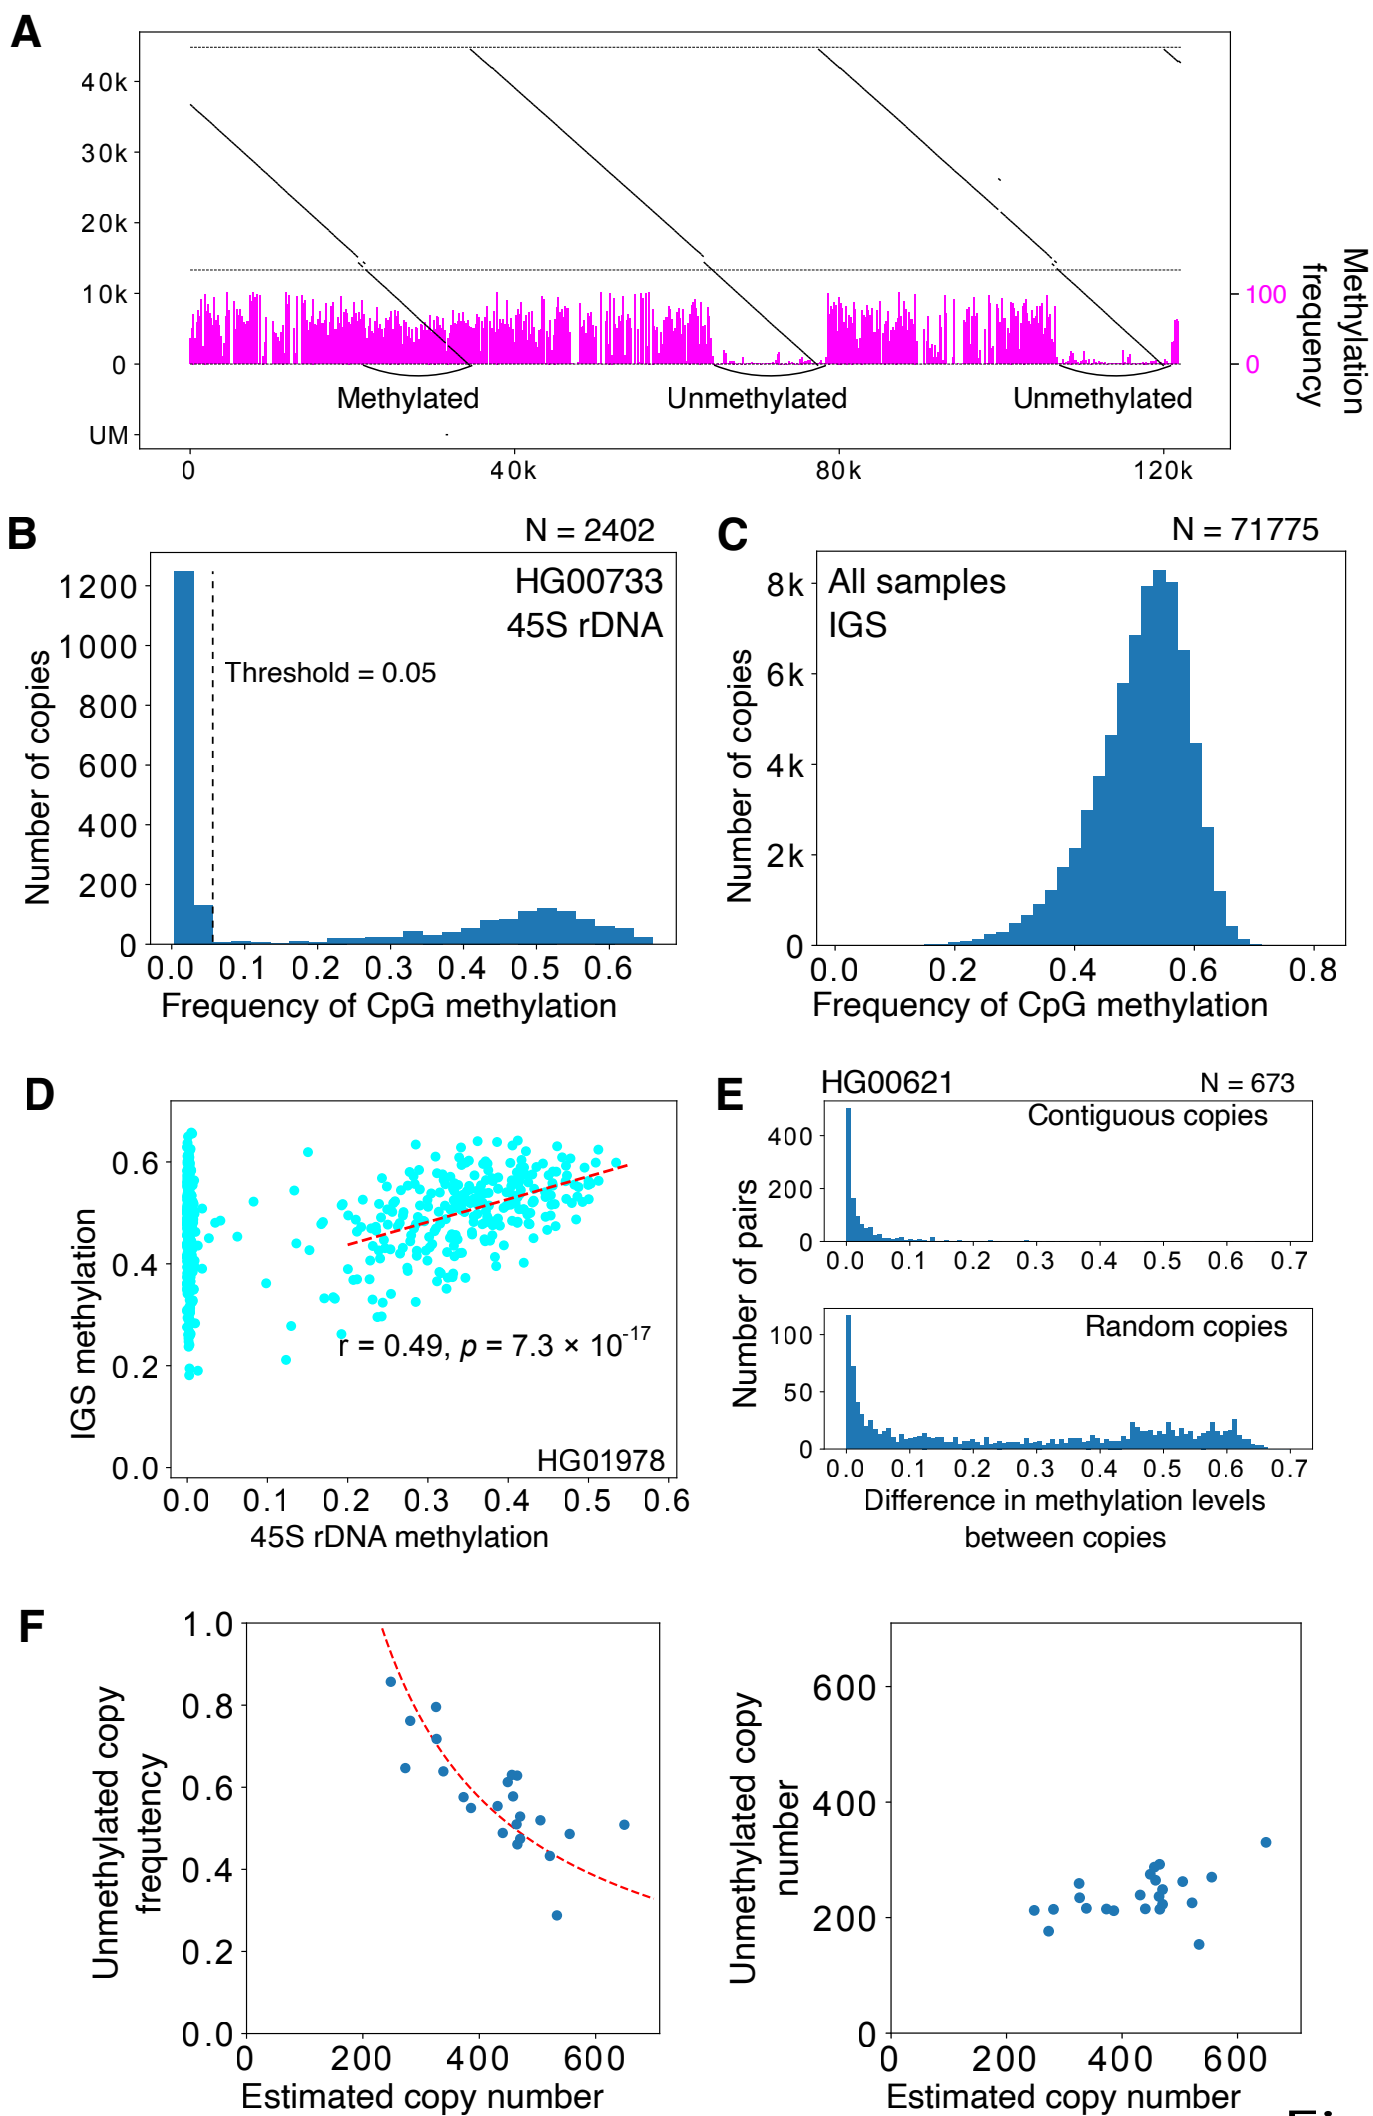 A
40k
30k
20k
10k
0
UM
100
0
Methylation
frequency
Methylated
Unmethylated
Unmethylated
0
40k
80k
120k
B
N = 2402
HG00733
45S rDNA
Threshold = 0.05
1200
1000
800
600
400
200
0
Number of copies
0.0 0.1 0.2 0.3 0.4 0.5 0.6
Frequency of CpG methylation
C
N = 71775
All samples
IGS
8k
6k
4k
2k
0
Number of copies
0.0 0.2 0.4 0.6 0.8
Frequency of CpG methylation
D
0.6
0.4
0.2
0.0
IGS methylation
r = 0.49, p = 7.3 × 10-17
HG01978
0.0 0.1 0.2 0.3 0.4 0.5 0.6
45S rDNA methylation
E
HG00621
N = 673
Contiguous copies
400
200
0
0.0 0.1 0.2 0.3 0.4 0.5 0.6 0.7
Number of pairs
Random copies
100
50
0
0.0 0.1 0.2 0.3 0.4 0.5 0.6 0.7
Difference in methylation levels
between copies
F
1.0
0.8
0.6
0.4
0.2
0.0
Unmethylated copy
frequtency
0 200 400 600
Estimated copy number
600
400
200
0
Unmethylated copy
number
0 200 400 600
Estimated copy number